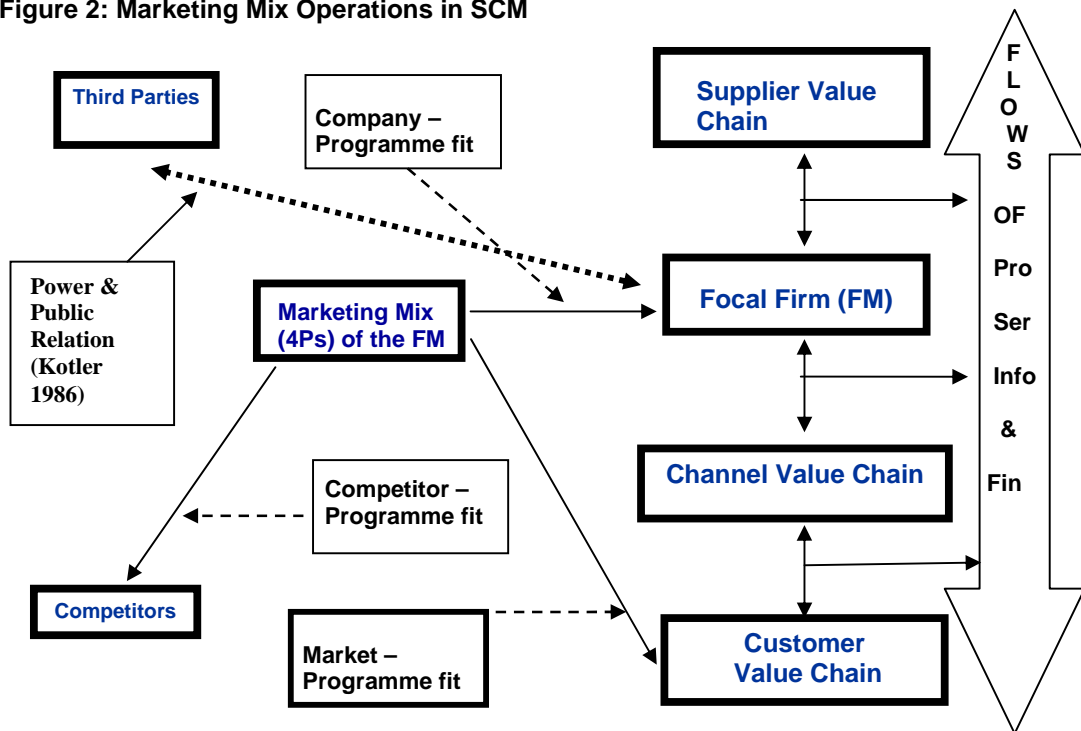 Figure 2: Marketing Mix Operations in SCM
Third Parties
Company –
Programme fit
Supplier Value
Chain
F
L
O
W
S
OF
Pro
Ser
Info
&
Fin
Power &
Public
Relation
(Kotler
1986)
Marketing Mix
(4Ps) of the FM
Focal Firm (FM)
Competitor –
Programme fit
Channel Value Chain
Competitors
Market –
Programme fit
Customer
Value Chain